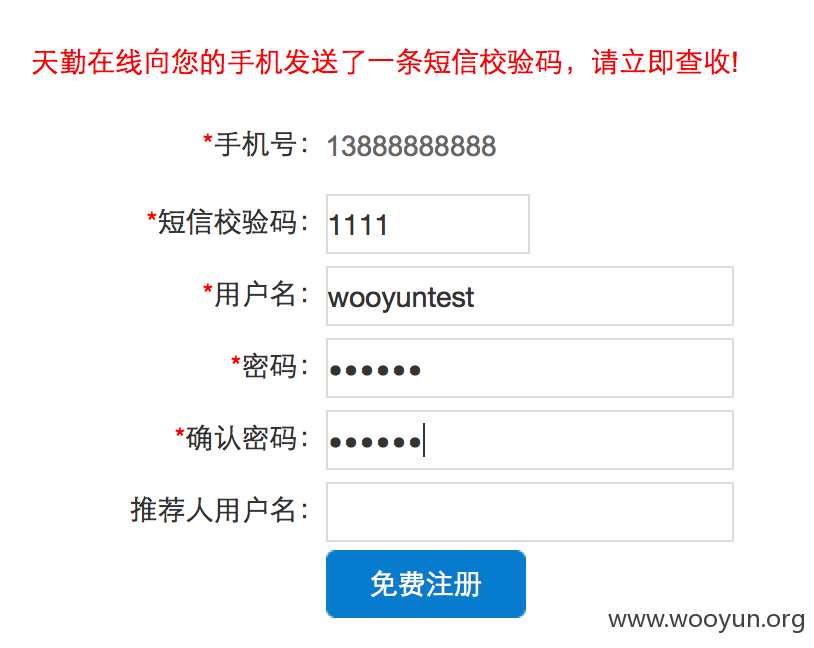 天勤在线向您的手机发送了一条短信校验码，请立即查收!
*手机号： 13888888888
*短信校验码： 1111
*用户名： wooyuntest
*密码： ••••••
*确认密码： ••••••
推荐人用户名：
免费注册
www.wooyun.org